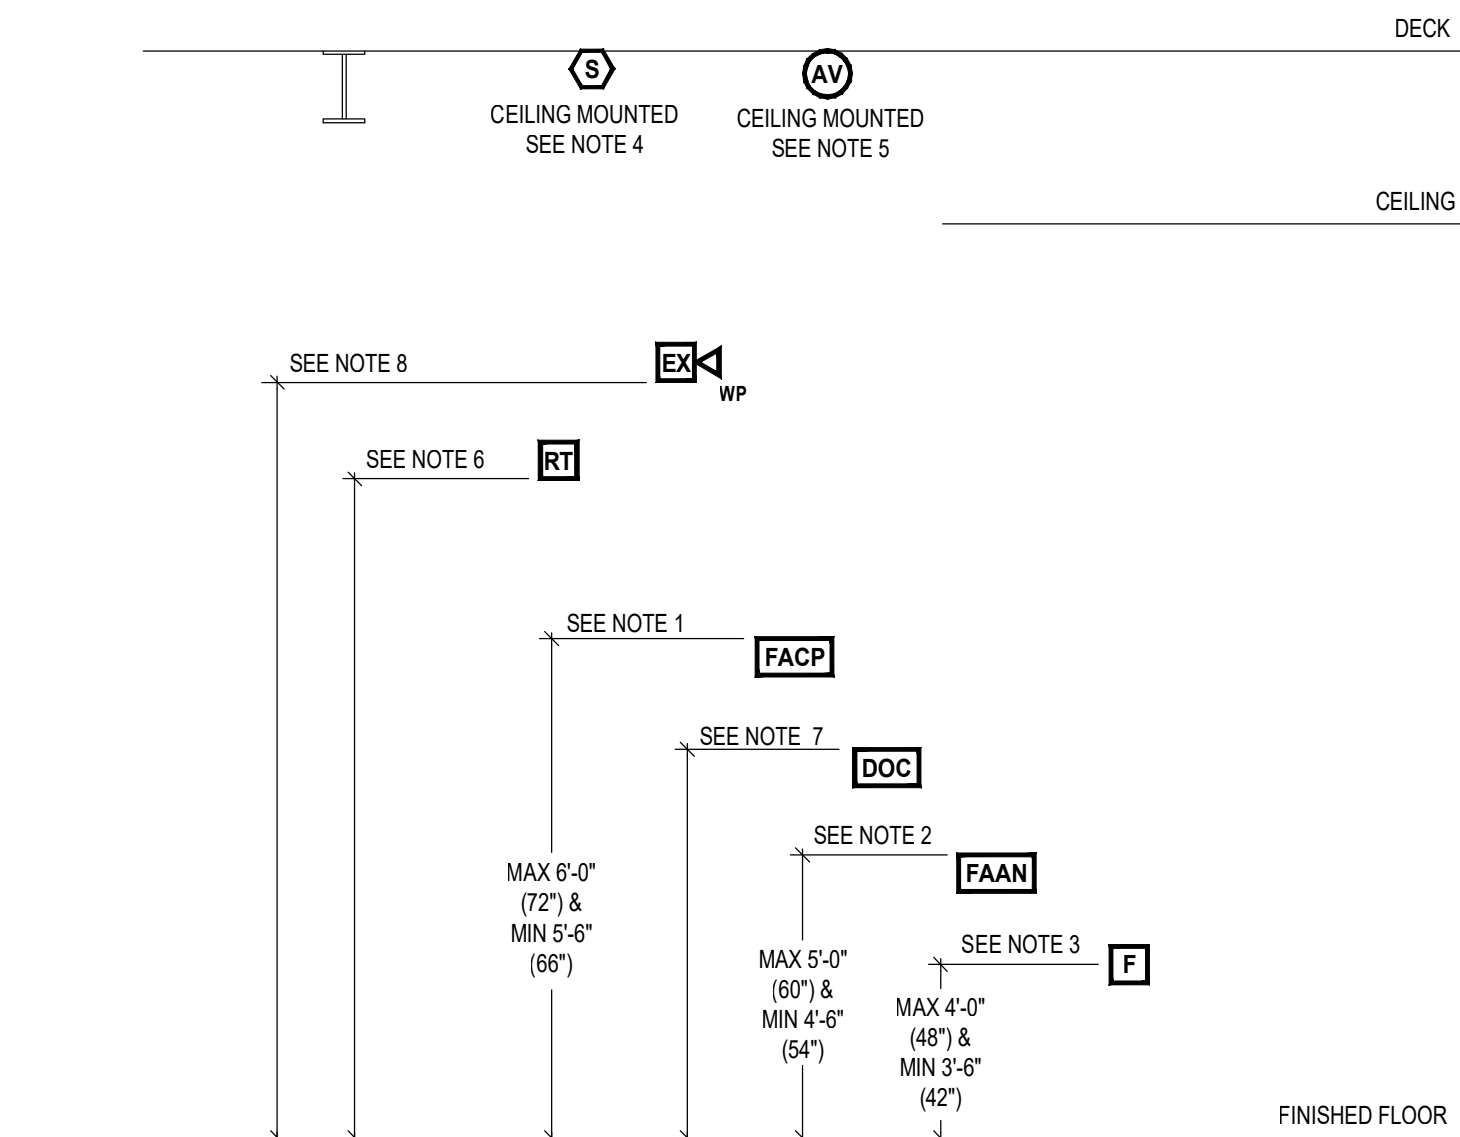 DECK
S
AV
CEILING MOUNTED
SEE NOTE 4
CEILING MOUNTED
SEE NOTE 5
CEILING
SEE NOTE 8
EX
WP
SEE NOTE 6
RT
SEE NOTE 1
FACP
SEE NOTE 7
DOC
SEE NOTE 2
FAAN
MAX 6'-0"
(72") &
MIN 5'-6"
(66")
SEE NOTE 3
F
MAX 5'-0"
(60") &
MIN 4'-6"
(54")
MAX 4'-0"
(48") &
MIN 3'-6"
(42")
FINISHED FLOOR